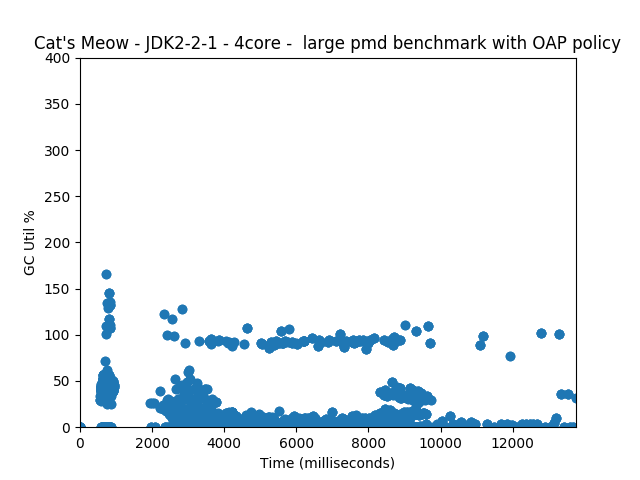 Cat's Meow - JDK2-2-1 - 4core -  large pmd benchmark with OAP policy
400
350
300
250
200
150
100
50
0
GC Util %
0 2000 4000 6000 8000 10000 12000
Time (milliseconds)